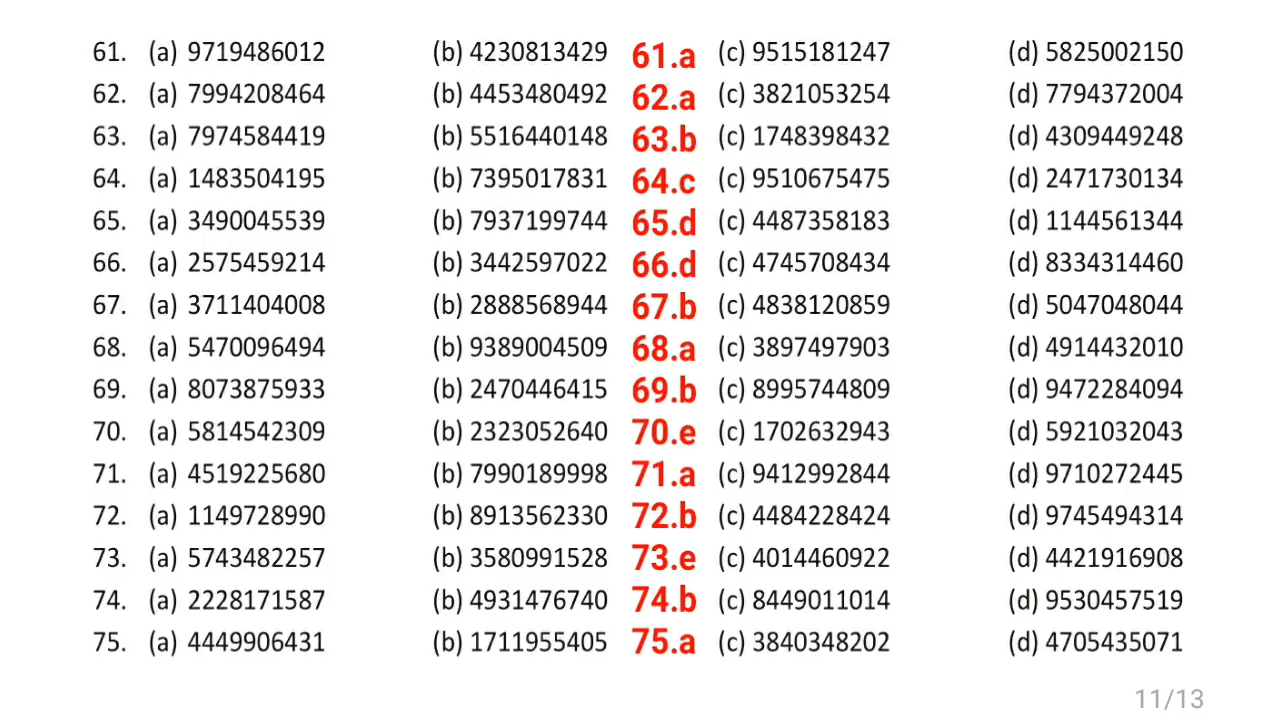 61. (a) 9719486012 (b) 4230813429 61.a (c) 9515181247 (d) 5825002150
62. (a) 7994208464 (b) 4453480492 62.a (c) 3821053254 (d) 7794372004
63. (a) 7974584419 (b) 5516440148 63.b (c) 1748398432 (d) 4309449248
64. (a) 1483504195 (b) 7395017831 64.c (c) 9510675475 (d) 2471730134
65. (a) 3490045539 (b) 7937199744 65.d (c) 4487358183 (d) 1144561344
66. (a) 2575459214 (b) 3442597022 66.d (c) 4745708434 (d) 8334314460
67. (a) 3711404008 (b) 2888568944 67.b (c) 4838120859 (d) 5047048044
68. (a) 5470096494 (b) 9389004509 68.a (c) 3897497903 (d) 4914432010
69. (a) 8073875933 (b) 2470446415 69.b (c) 8995744809 (d) 9472284094
70. (a) 5814542309 (b) 2323052640 70.e (c) 1702632943 (d) 5921032043
71. (a) 4519225680 (b) 7990189998 71.a (c) 9412992844 (d) 9710272445
72. (a) 1149728990 (b) 8913562330 72.b (c) 4484228424 (d) 9745494314
73. (a) 5743482257 (b) 3580991528 73.e (c) 4014460922 (d) 4421916908
74. (a) 2228171587 (b) 4931476740 74.b (c) 8449011014 (d) 9530457519
75. (a) 4449906431 (b) 1711955405 75.a (c) 3840348202 (d) 4705435071
11/13